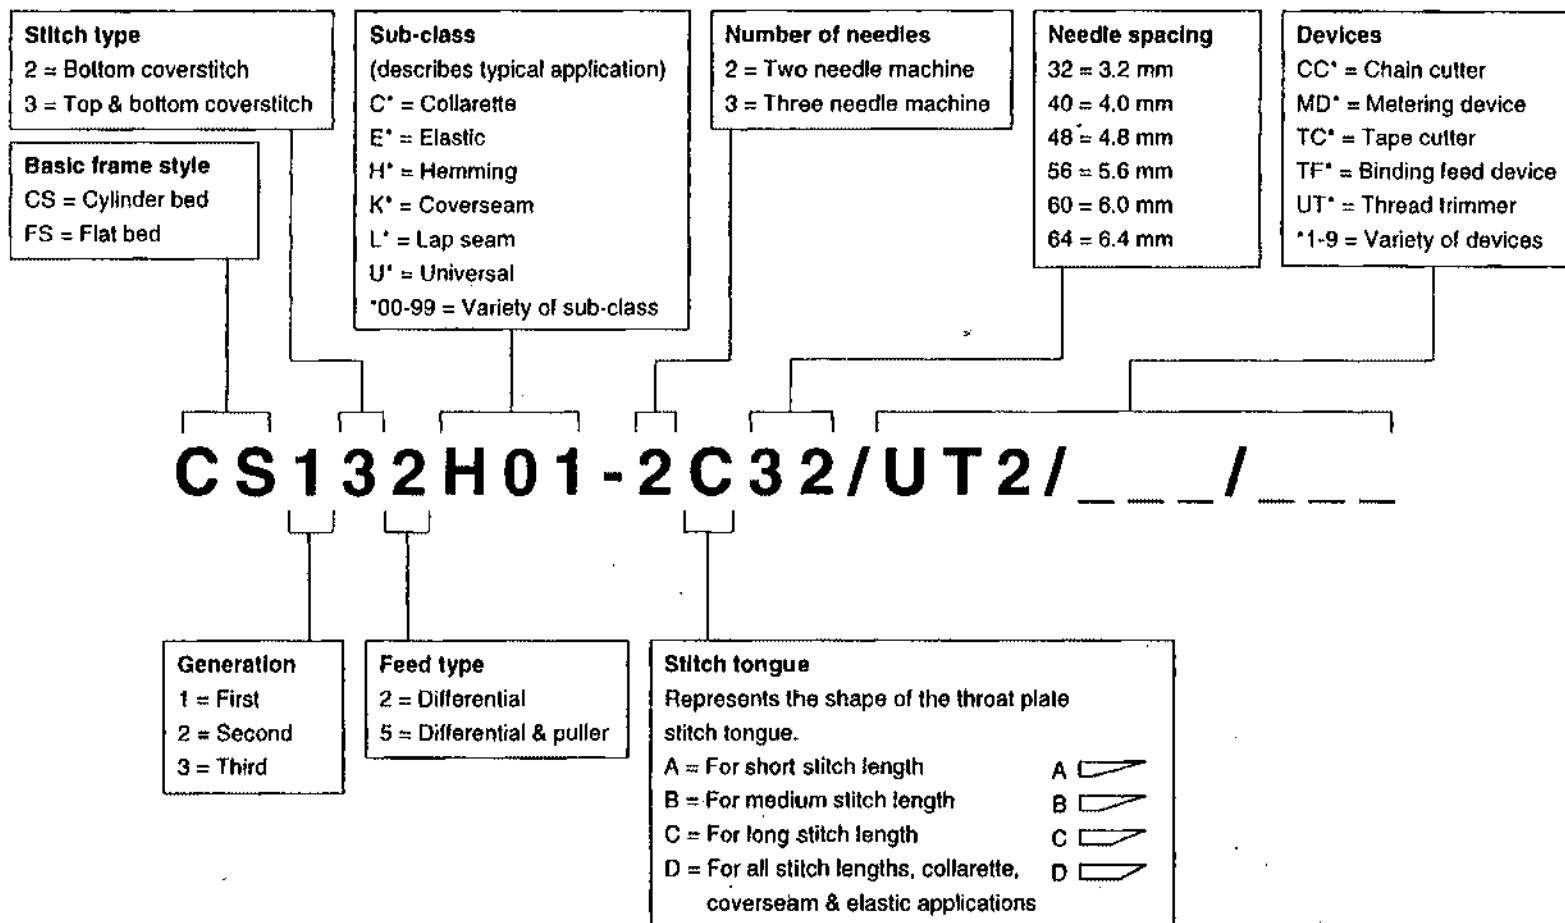 Stitch type
2 = Bottom coverstitch
3 = Top & bottom coverstitch
Basic frame style
CS = Cylinder bed
FS = Flat bed
Sub-class
(describes typical application)
C* = Collarette
E* = Elastic
H* = Hemming
K* = Coverseam
L* = Lap seam
U* = Universal
*00-99 = Variety of sub-class
Number of needles
2 = Two needle machine
3 = Three needle machine
Needle spacing
32 = 3.2 mm
40 = 4.0 mm
48 = 4.8 mm
56 = 5.6 mm
60 = 6.0 mm
64 = 6.4 mm
Devices
CC* = Chain cutter
MD* = Metering device
TC* = Tape cutter
TF* = Binding feed device
UT* = Thread trimmer
*1-9 = Variety of devices
CS132H01-2C32/UT2/___/___
Generation
1 = First
2 = Second
3 = Third
Feed type
2 = Differential
5 = Differential & puller
Stitch tongue
Represents the shape of the throat plate
stitch tongue.
A = For short stitch length A
B = For medium stitch length B
C = For long stitch length C
D = For all stitch lengths, collarette, D
coverseam & elastic applications